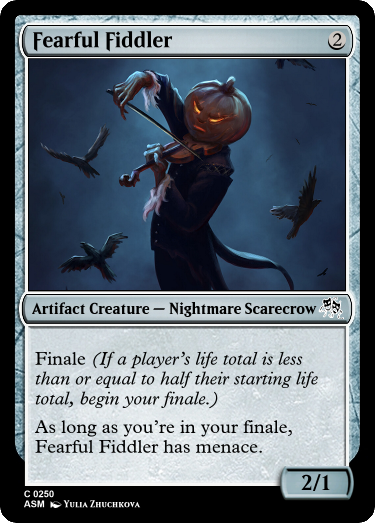 Fearful Fiddler 2
Artifact Creature — Nightmare Scarecrow
Finale (If a player's life total is less
than or equal to half their starting life
total, begin your finale.)
As long as you're in your finale,
Fearful Fiddler has menace.
2/1
C 0250
ASM Yulia Zhuchkova